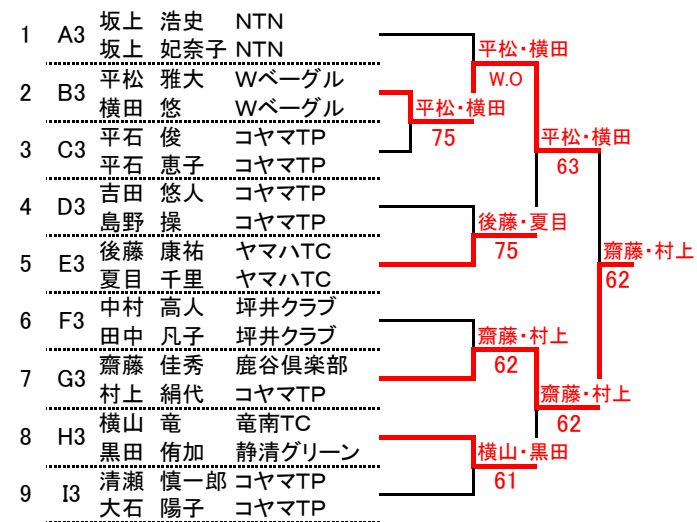 1 A3 坂上 浩史 NTN
坂上 妃奈子 NTN
2 B3 平松 雅大 Wベーグル
横田 悠 Wベーグル
3 C3 平石 俊 コヤマTP
平石 恵子 コヤマTP
4 D3 吉田 悠人 コヤマTP
島野 操 コヤマTP
5 E3 後藤 康祐 ヤマハTC
夏目 千里 ヤマハTC
6 F3 中村 高人 坪井クラブ
田中 凡子 坪井クラブ
7 G3 齋藤 佳秀 鹿谷倶楽部
村上 絹代 コヤマTP
8 H3 横山 竜 竜南TC
黒田 侑加 静清グリーン
9 I3 清瀬 慎一郎 コヤマTP
大石 陽子 コヤマTP
平松・横田
75
平松・横田
W.O
後藤・夏目
75
齋藤・村上
62
横山・黒田
61
平松・横田
63
齋藤・村上
62
齋藤・村上
62